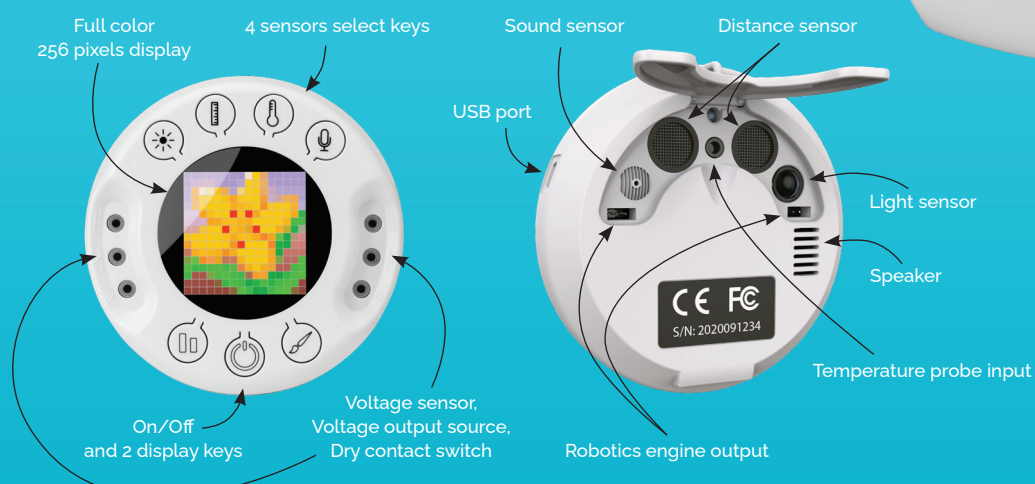 Full color
256 pixels display
4 sensors select keys
Sound sensor
Distance sensor
USB port
Light sensor
Speaker
CE FC
S/N: 2020091234
Temperature probe input
Voltage sensor,
Voltage output source,
Dry contact switch
On/Off
and 2 display keys
Robotics engine output